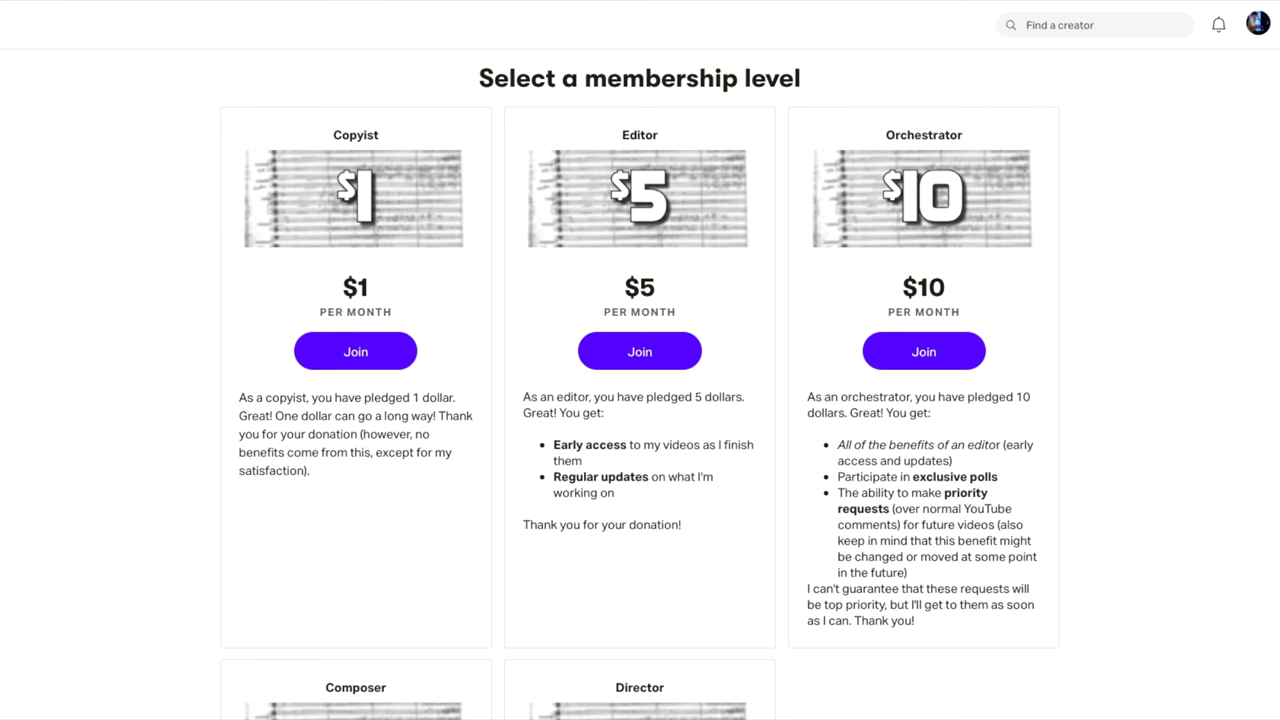 Find a creator
Select a membership level
Copyist
$1
$1
PER MONTH
Join
As a copyist, you have pledged 1 dollar.
Great! One dollar can go a long way! Thank
you for your donation (however, no
benefits come from this, except for my
satisfaction).
Editor
$5
$5
PER MONTH
Join
As an editor, you have pledged 5 dollars.
Great! You get:
Early access to my videos as I finish
them
Regular updates on what I'm
working on
Thank you for your donation!
Orchestrator
$10
$10
PER MONTH
Join
As an orchestrator, you have pledged 10
dollars. Great! You get:
All of the benefits of an editor (early
access and updates)
Participate in exclusive polls
The ability to make priority
requests (over normal YouTube
comments) for future videos (also
keep in mind that this benefit might
be changed or moved at some point
in the future)
I can't guarantee that these requests will
be top priority, but I'll get to them as soon
as I can. Thank you!
Composer
Director